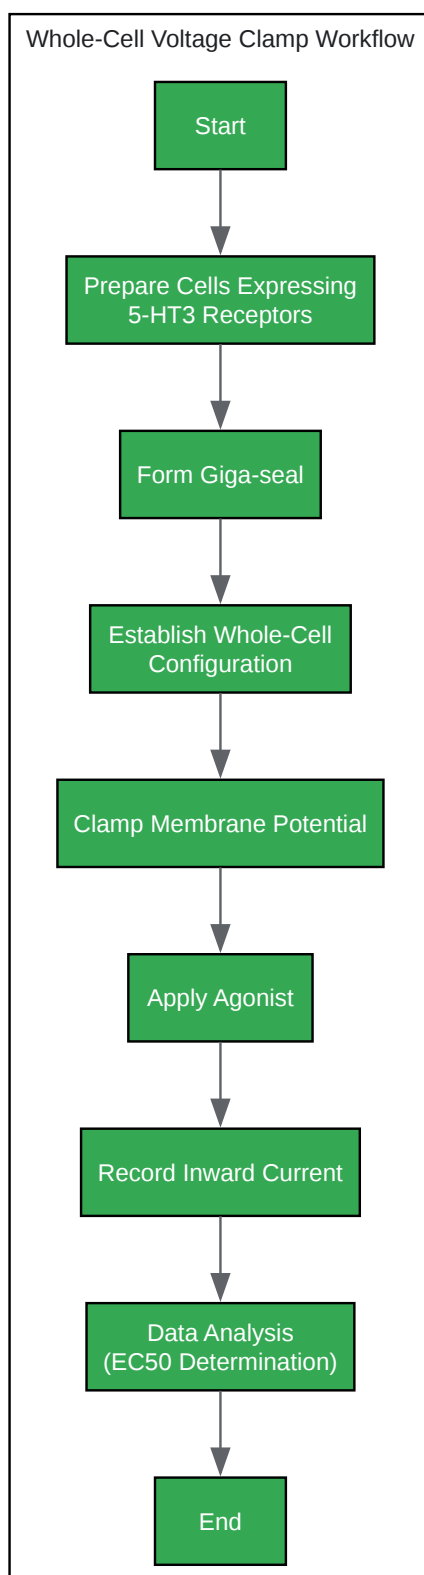 Whole-Cell Voltage Clamp Workflow
Start
Prepare Cells Expressing
5-HT3 Receptors
Form Giga-seal
Establish Whole-Cell
Configuration
Clamp Membrane Potential
Apply Agonist
Record Inward Current
Data Analysis
(EC50 Determination)
End